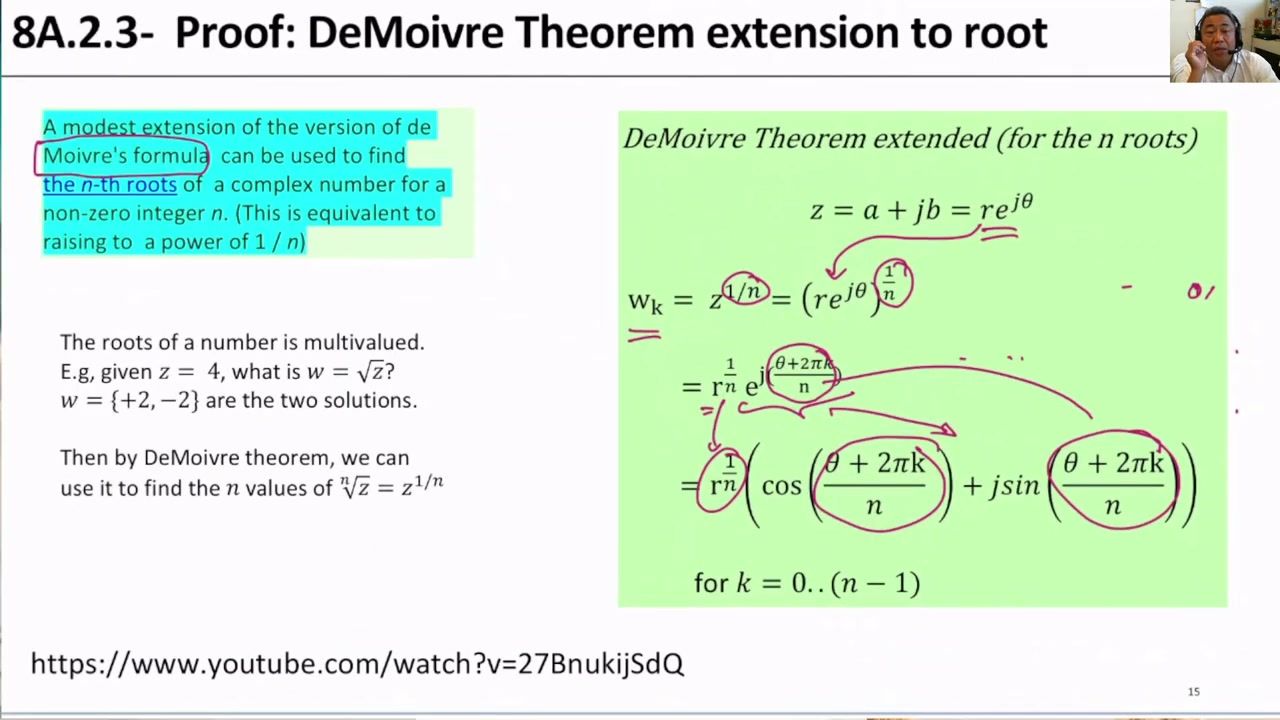 8A.2.3- Proof: DeMoivre Theorem extension to root
A modest extension of the version of de
Moivre's formula can be used to find
the n-th roots of a complex number for a
non-zero integer n. (This is equivalent to
raising to a power of 1 / n)
The roots of a number is multivalued.
E.g, given z = 4, what is w = √z?
w = {+2, −2} are the two solutions.
Then by DeMoivre theorem, we can
use it to find the n values of ⁿ√z = z^{1/n}
DeMoivre Theorem extended (for the n roots)
z = a + jb = re^{jθ}
w_k = z^{1/n} = (re^{jθ})^{1/n}
= r^{1/n} e^{j((θ+2πk)/n)}
= r^{1/n} (cos((θ + 2πk)/n) + jsin((θ + 2πk)/n))
for k = 0. . (n − 1)
https://www.youtube.com/watch?v=27BnukijSdQ
15